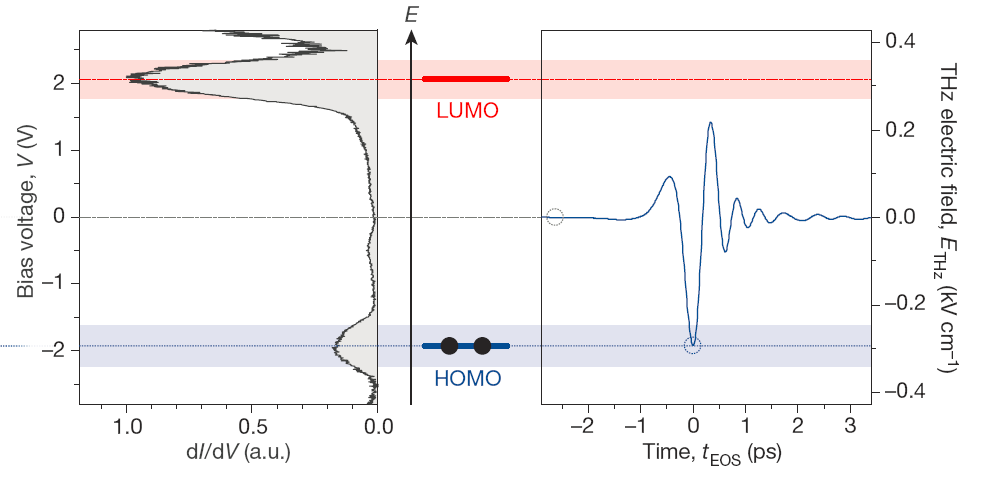 E
Bias voltage, V (V)
2
1
0
–1
–2
1.0 0.5 0.0
dI/dV (a.u.)
LUMO
HOMO
–2 –1 0 1 2 3
Time, tEOS (ps)
0.4
0.2
0.0
–0.2
–0.4
THz electric field, ETHz (kV cm–1)